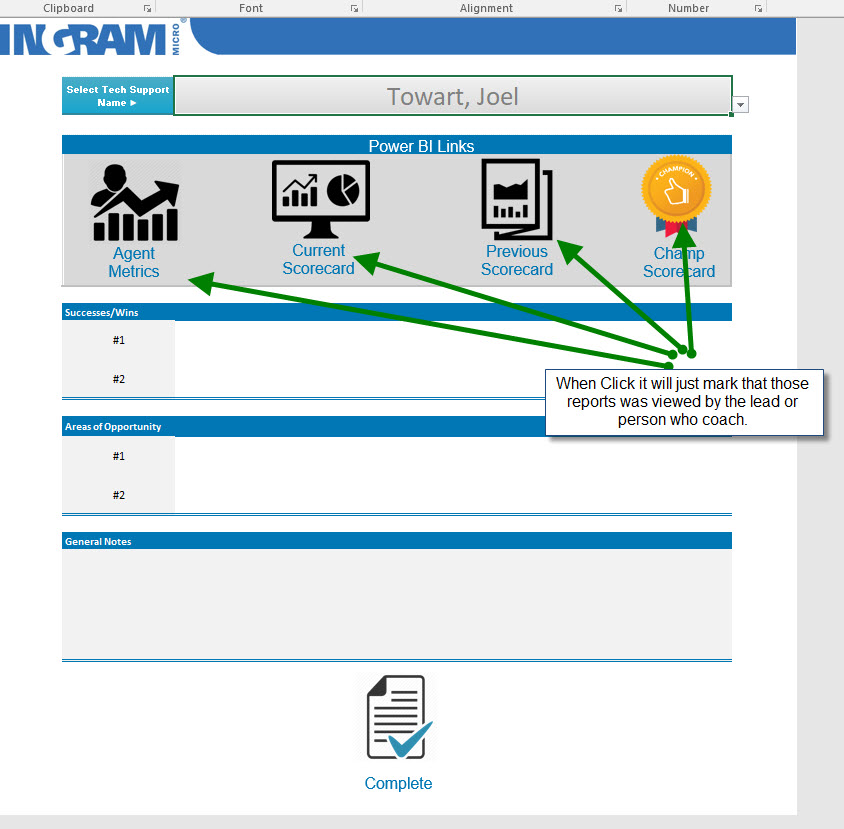 Clipboard Font Alignment Number
INGRAM MICRO ®
Select Tech Support
Name ►
Towart, Joel
Power BI Links
CHAMPION
Agent
Metrics
Current
Scorecard
Previous
Scorecard
Champ
Scorecard
Successes/Wins
#1
#2
When Click it will just mark that those
reports was viewed by the lead or
person who coach.
Areas of Opportunity
#1
#2
General Notes
Complete